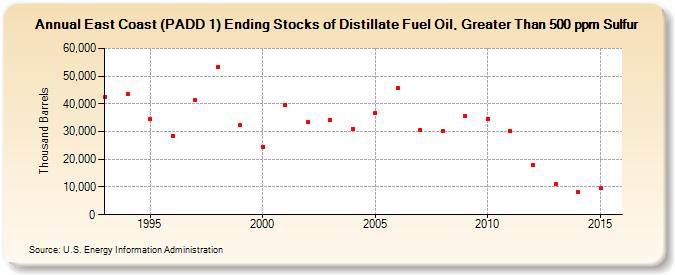 Annual East Coast (PADD 1) Ending Stocks of Distillate Fuel Oil, Greater Than 500 ppm Sulfur
Thousand Barrels
60,000
50,000
40,000
30,000
20,000
10,000
0
1995 2000 2005 2010 2015
Source: U.S. Energy Information Administration